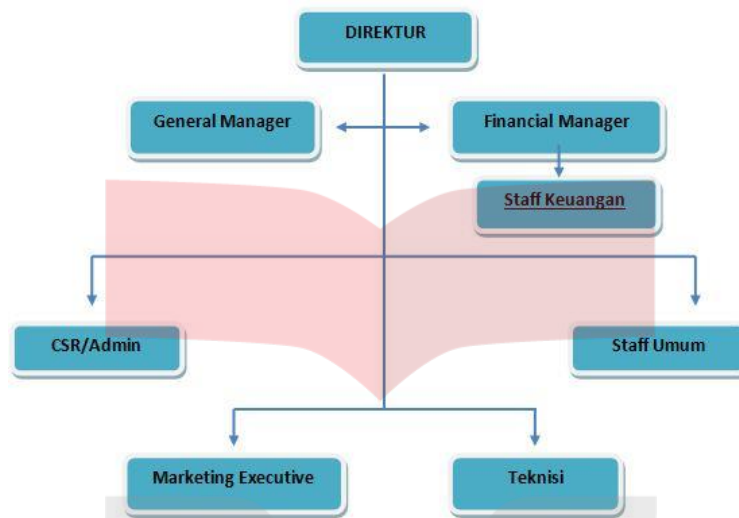 DIREKTUR
General Manager
Financial Manager
Staff Keuangan
CSR/Admin
Staff Umum
Marketing Executive
Teknisi